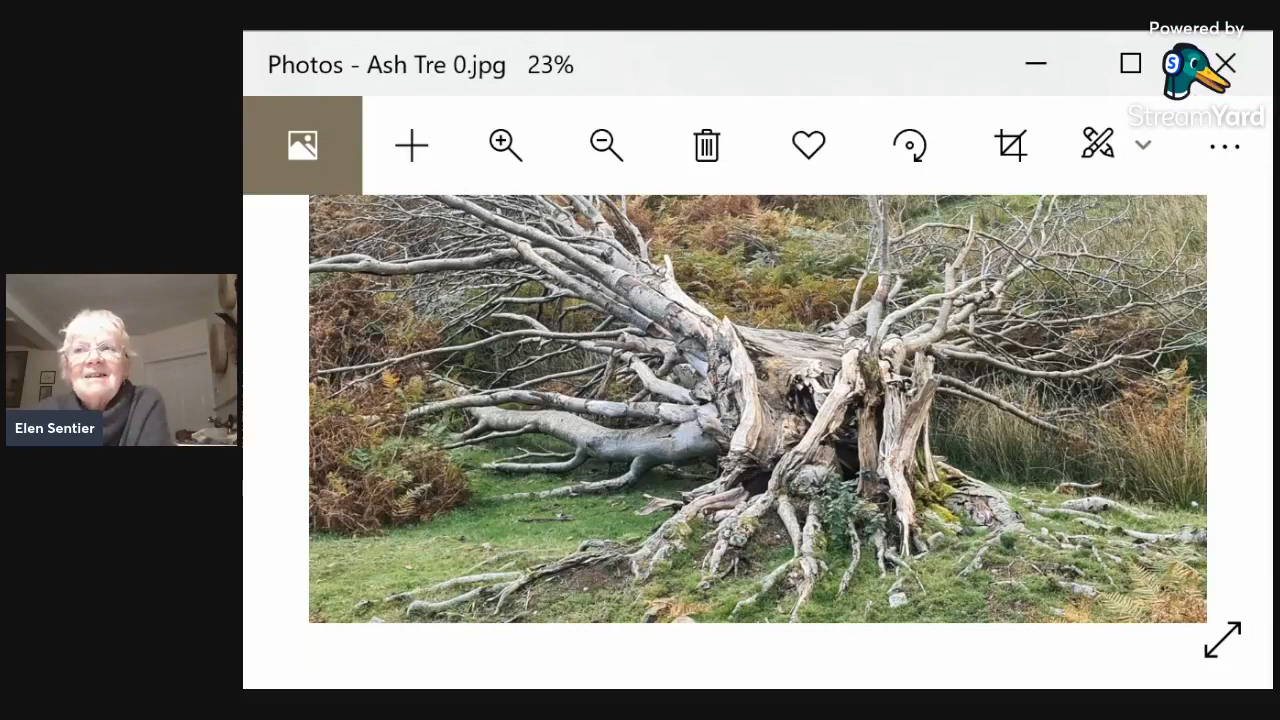 Powered by
Photos - Ash Tre 0.jpg 23%
S
StreamYard
Elen Sentier